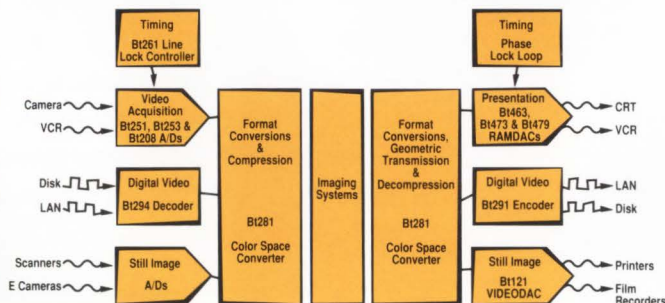 Timing
Bt261 Line
Lock Controller
Timing
Phase
Lock Loop
Camera
VCR
Video
Acquisition
Bt251, Bt253 &
Bt208 A/Ds
Disk
LAN
Digital Video
Bt294 Decoder
Scanners
E Cameras
Still Image
A/Ds
Format
Conversions
&
Compression
Bt281
Color Space
Converter
Imaging
Systems
Format
Conversions,
Geometric
Transmission
&
Decompression
Bt281
Color Space
Converter
Presentation
Bt463,
Bt473 & Bt479
RAMDACs
CRT
VCR
Digital Video
Bt291 Encoder
LAN
Disk
Still Image
Bt121
VIDEODAC
Printers
Film
Recorders